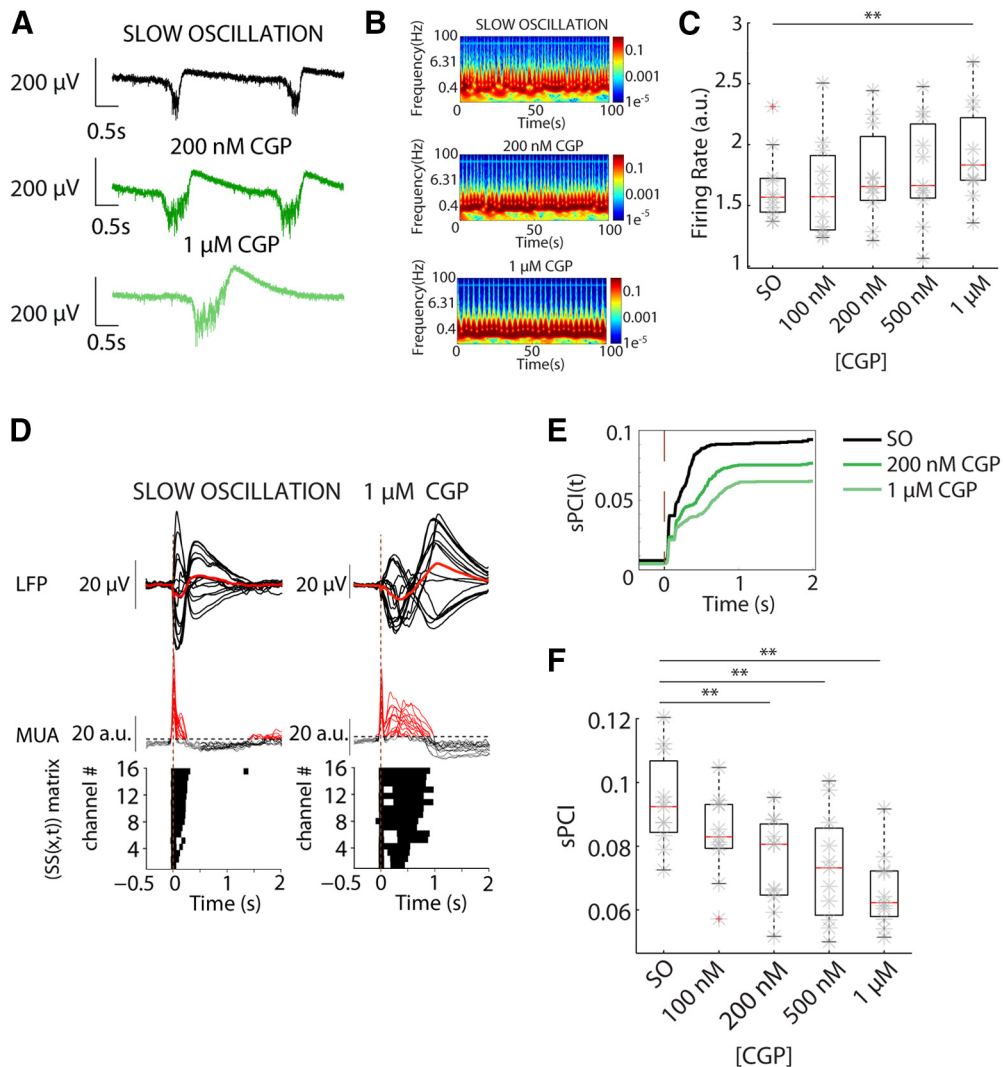 A
SLOW OSCILLATION
200 µV
0.5s
200 nM CGP
200 µV
0.5s
1 µM CGP
200 µV
0.5s
B
SLOW OSCILLATION
Frequency(Hz)
100
6.31
0.4
0 50 100
Time(s)
0.1
0.001
1e-5
200 nM CGP
Frequency(Hz)
100
6.31
0.4
0 50 100
Time(s)
0.1
0.001
1e-5
1 µM CGP
Frequency(Hz)
100
6.31
0.4
0 50 100
Time(s)
0.1
0.001
1e-5
C
**
Firing Rate (a.u.)
3
2.5
2
1.5
1
SO 100 nM 200 nM 500 nM 1 µM
[CGP]
D
SLOW OSCILLATION 1 µM CGP
LFP 20 µV 20 µV
MUA 20 a.u. 20 a.u.
(SS(x,t)) matrix
channel #
16
12
8
4
−0.5 0 1 2
Time (s)
channel #
16
12
8
4
−0.5 0 1 2
Time (s)
E
sPCI(t)
0.1
0.05
0
0 1 2
Time (s)
SO
200 nM CGP
1 µM CGP
F
**
**
**
sPCI
0.12
0.1
0.08
0.06
SO 100 nM 200 nM 500 nM 1 µM
[CGP]